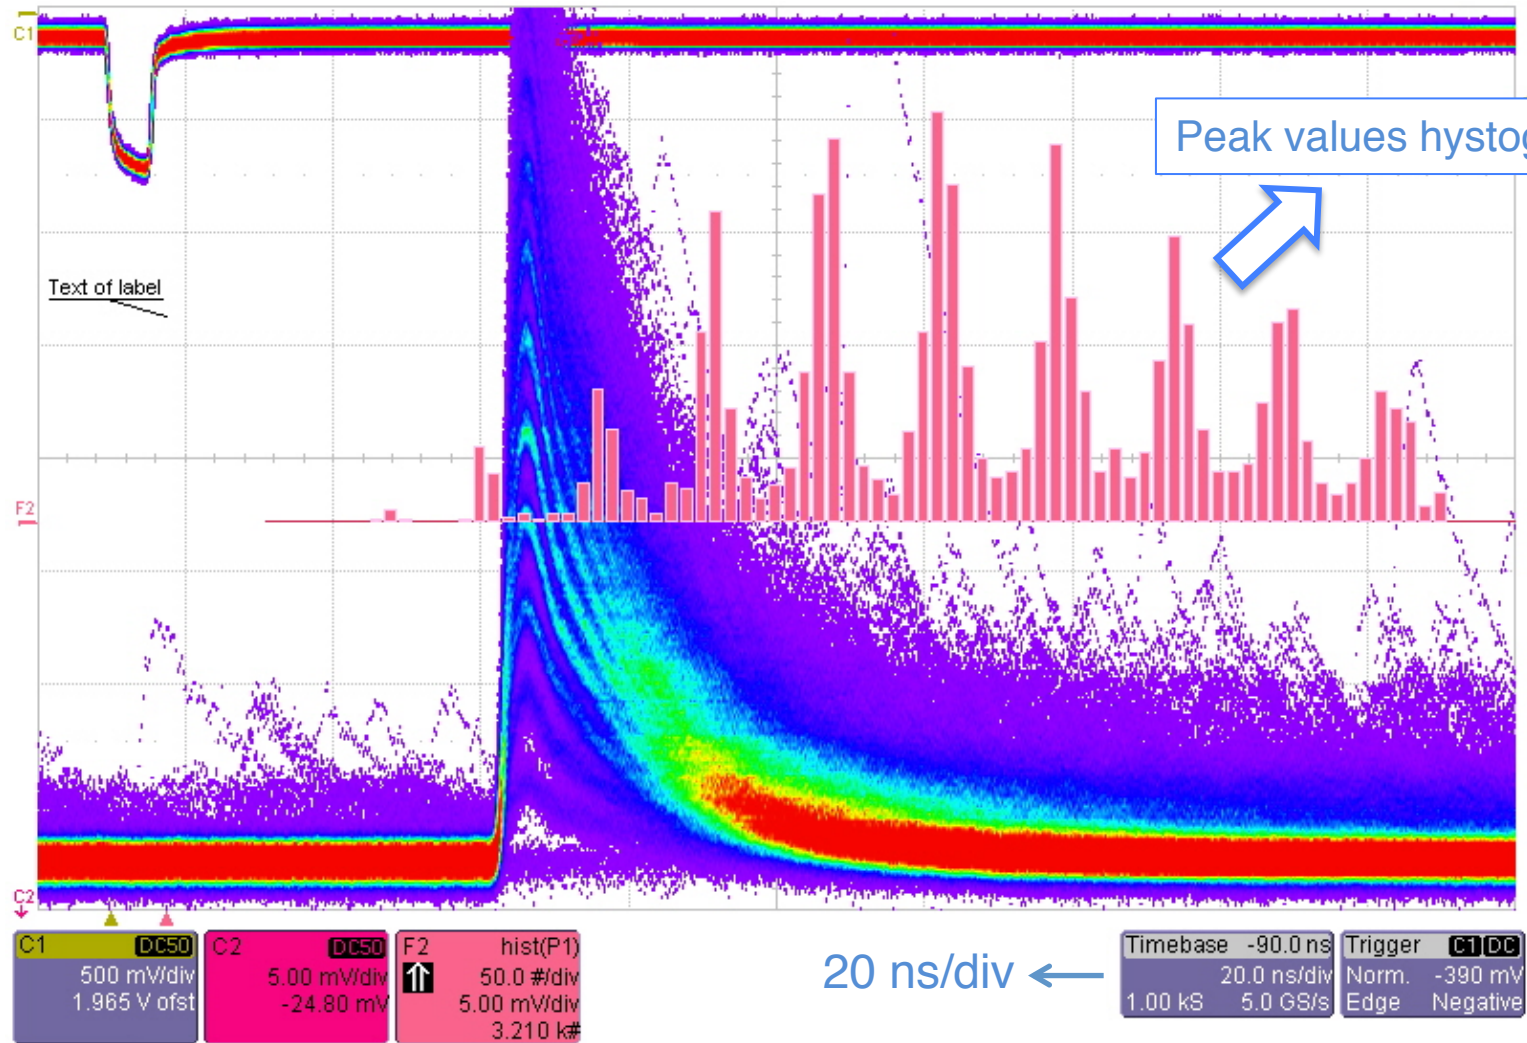 C1
Peak values hystog
Text of label
F2
C2
C1 DC50
500 mV/div
1.965 V ofst
C2 DC50
5.00 mV/div
-24.80 mV
F2 hist(P1)
50.0 #/div
5.00 mV/div
3.210 k#
20 ns/div
Timebase -90.0 ns
20.0 ns/div
1.00 kS 5.0 GS/s
Trigger C1 DC
Norm. -390 mV
Edge Negative